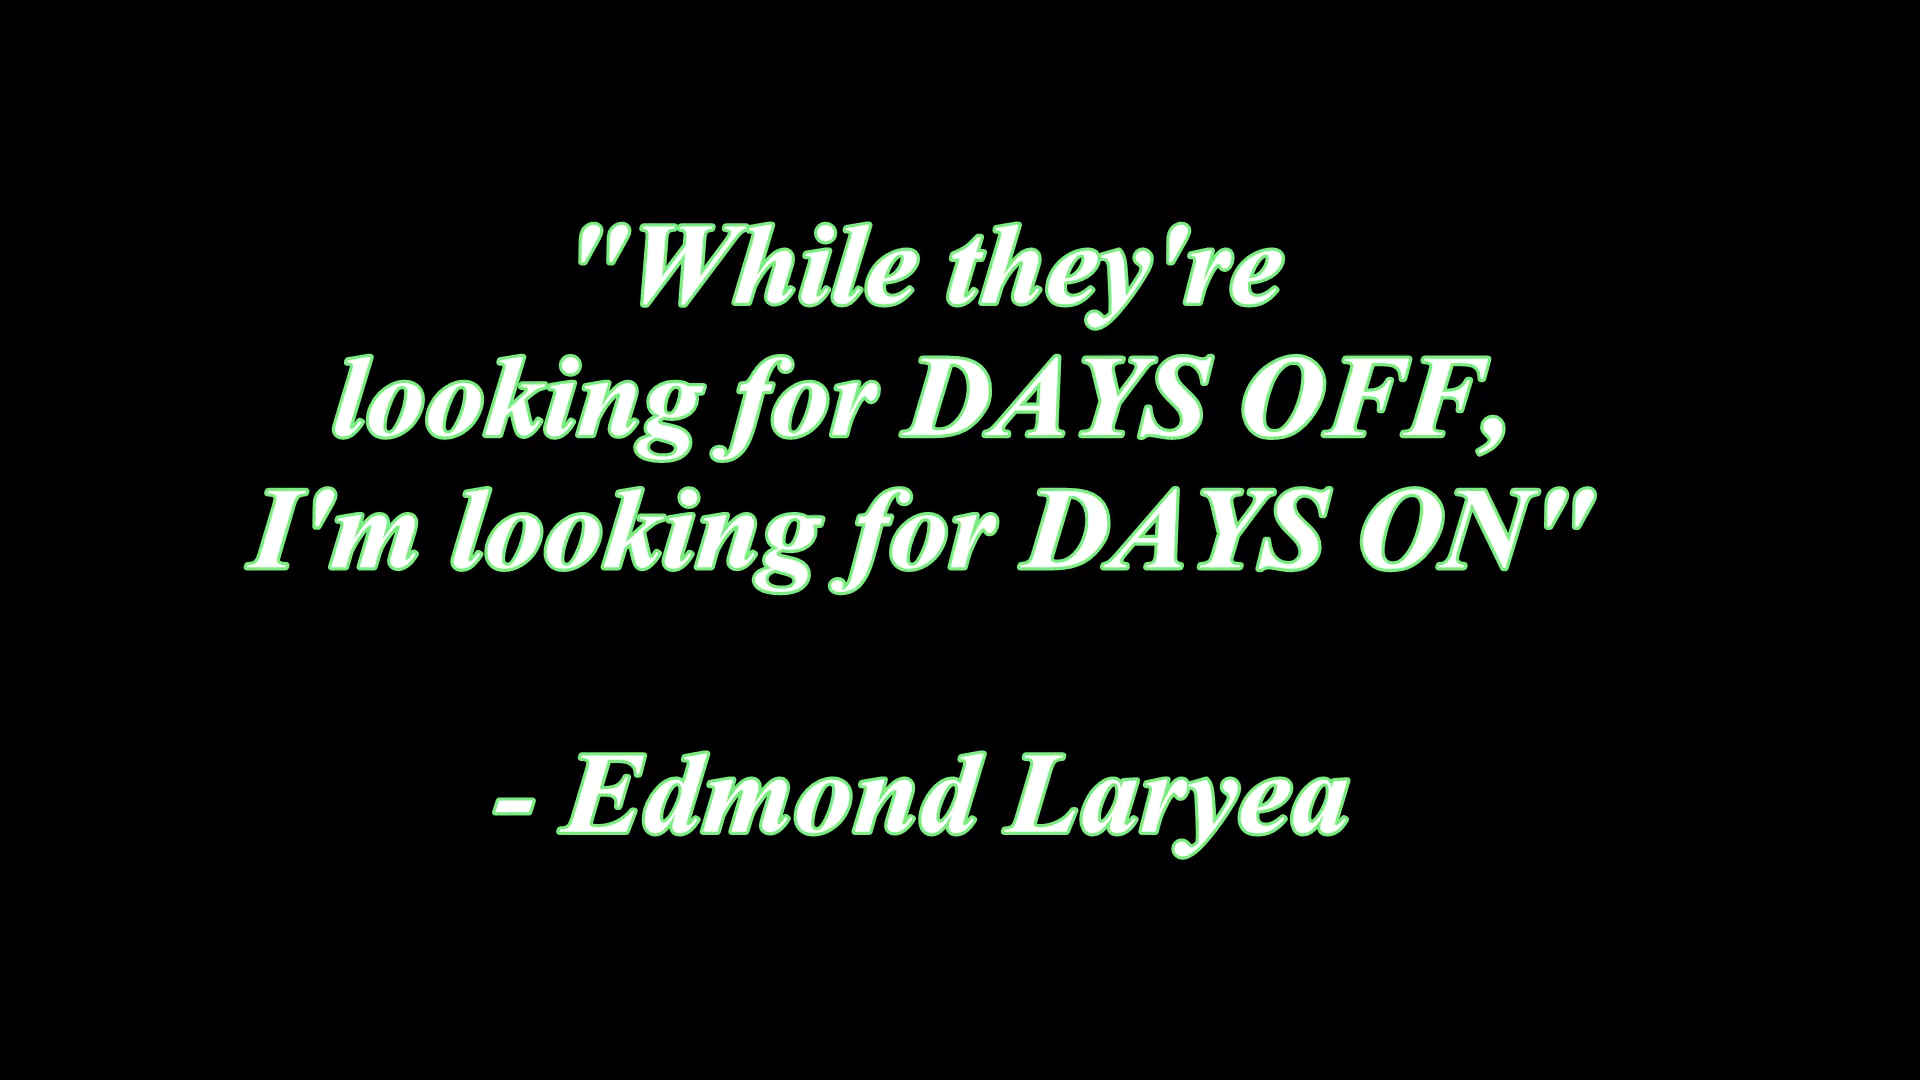 "While they're
looking for DAYS OFF,
I'm looking for DAYS ON"
- Edmond Laryea